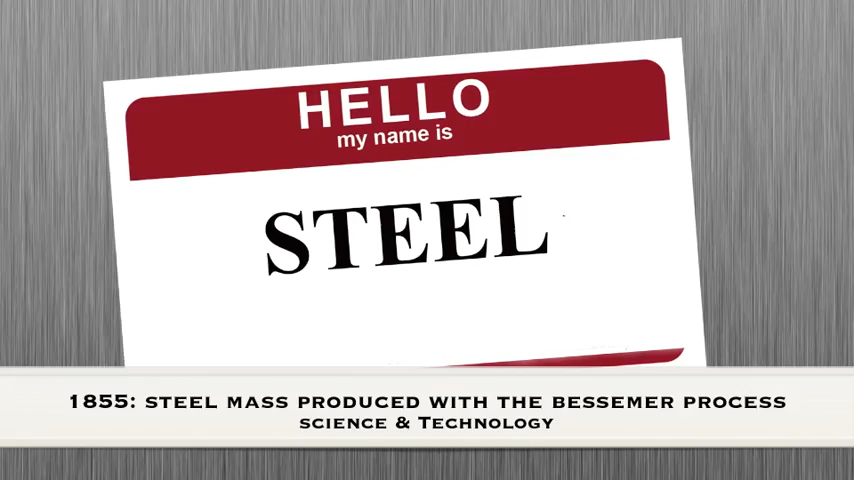 HELLO
my name is
STEEL
1855: STEEL MASS PRODUCED WITH THE BESSEMER PROCESS
SCIENCE & TECHNOLOGY